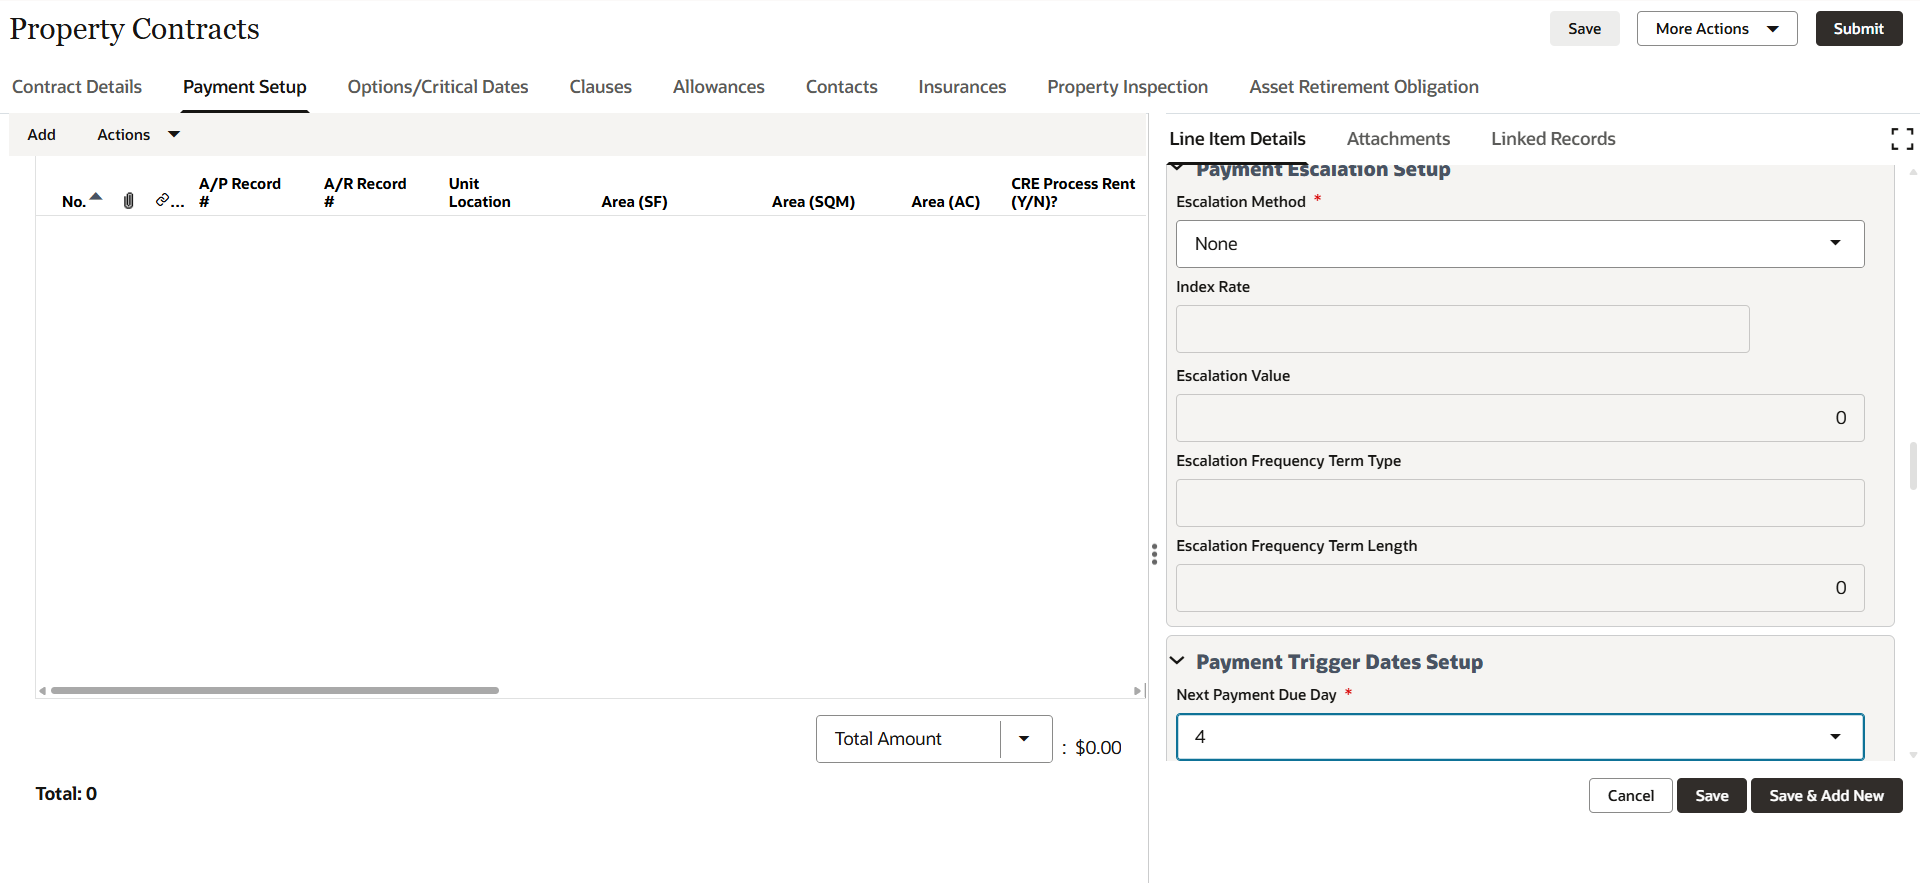 Property Contracts
Save
More Actions
Submit
Contract Details
Payment Setup
Options/Critical Dates
Clauses
Allowances
Contacts
Insurances
Property Inspection
Asset Retirement Obligation
Add
Actions
No.
...
A/P Record
#
A/R Record
#
Unit
Location
Area (SF)
Area (SQM)
Area (AC)
CRE Process Rent
(Y/N)?
Total Amount
: $0.00
Total: 0
Line Item Details
Attachments
Linked Records
Payment Escalation Setup
Escalation Method *
None
Index Rate
Escalation Value
0
Escalation Frequency Term Type
Escalation Frequency Term Length
0
Payment Trigger Dates Setup
Next Payment Due Day *
4
Cancel
Save
Save & Add New